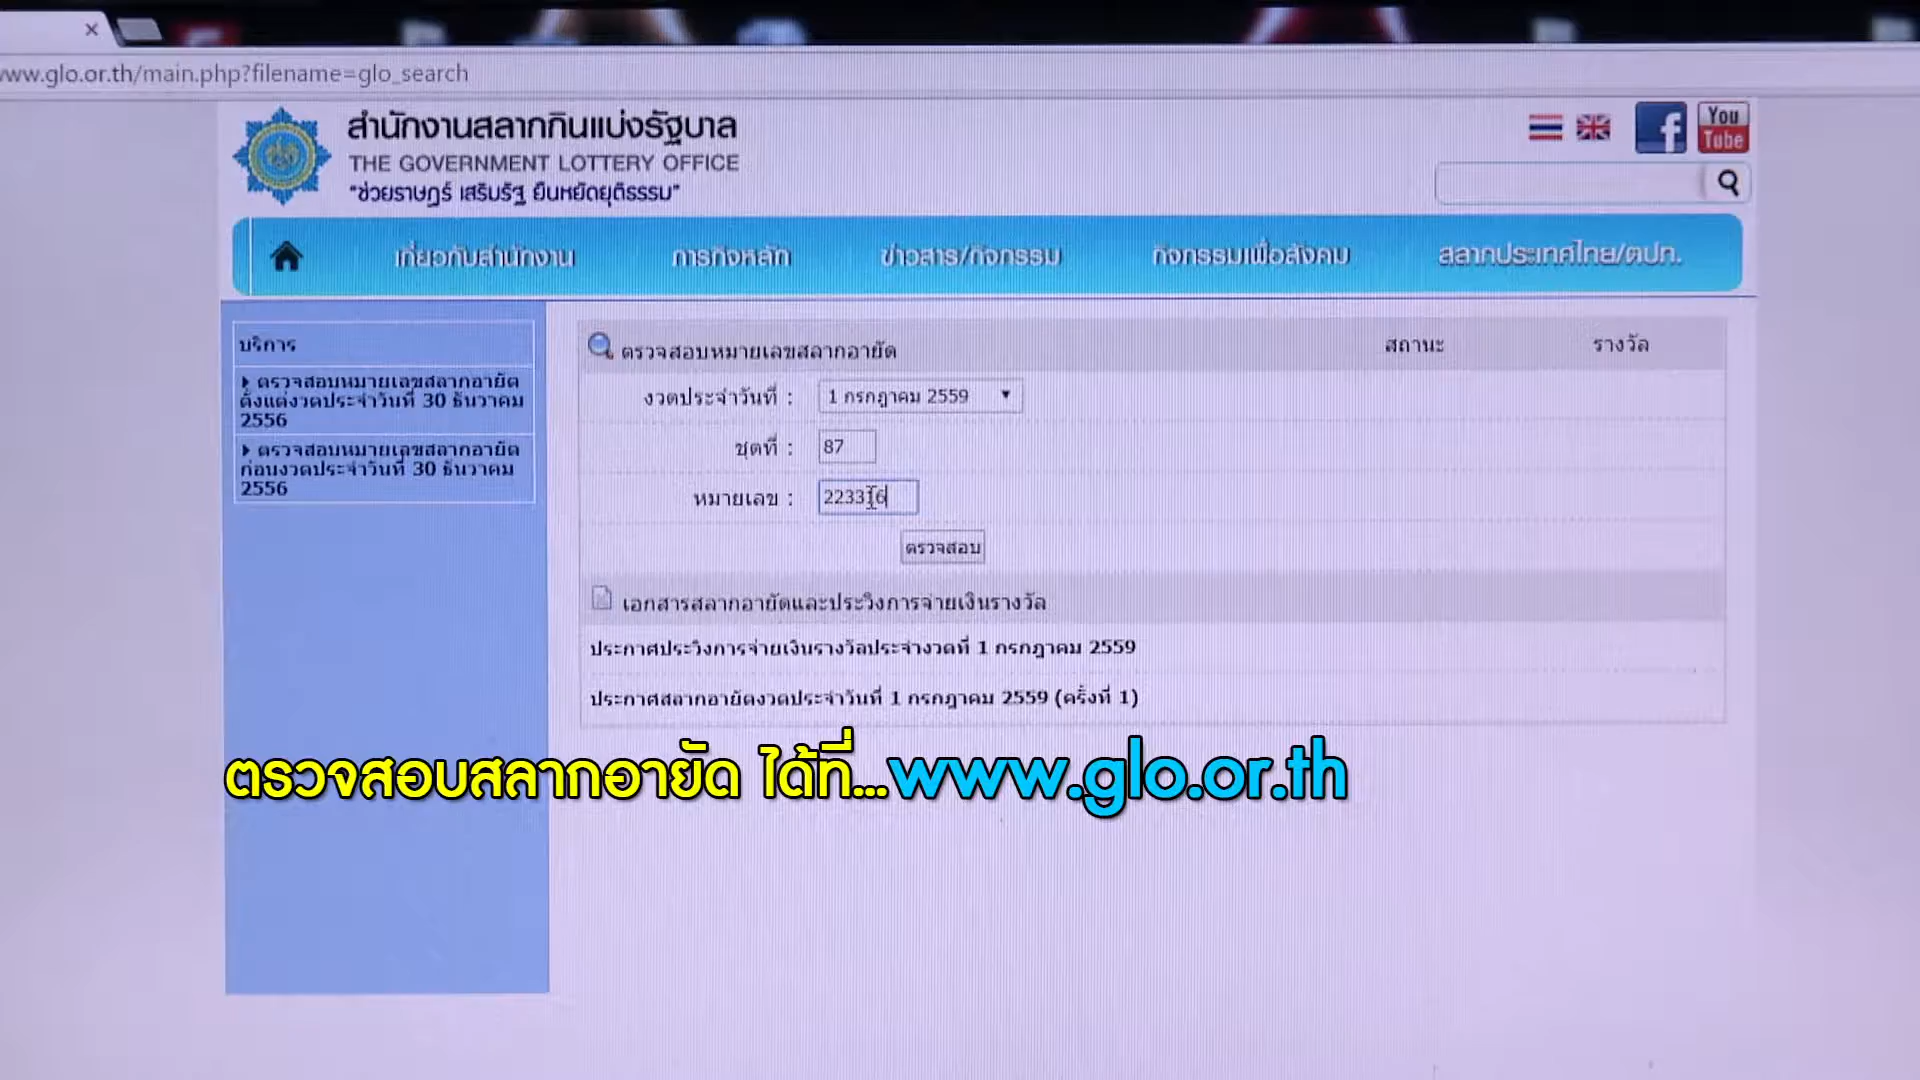 www.glo.or.th/main.php?filename=glo_search
สำนักงานสลากกินแบ่งรัฐบาล
THE GOVERNMENT LOTTERY OFFICE
"ช่วยราษฎร์ เสริมรัฐ ยืนหยัดยุติธรรม"
f
You
Tube
เกี่ยวกับสำนักงาน ภารกิจหลัก ข่าวสาร/กิจกรรม กิจกรรมเพื่อสังคม สลากประเทศไทย/ตปท.
บริการ
ตรวจสอบหมายเลขสลากอายัด
ตั้งแต่งวดประจำวันที่ 30 ธันวาคม
2556
ตรวจสอบหมายเลขสลากอายัด
ก่อนงวดประจำวันที่ 30 ธันวาคม
2556
ตรวจสอบหมายเลขสลากอายัด สถานะ รางวัล
งวดประจำวันที่ : 1 กรกฎาคม 2559
ชุดที่ : 87
หมายเลข : 223316
ตรวจสอบ
เอกสารสลากอายัดและประวิงการจ่ายเงินรางวัล
ประกาศประวิงการจ่ายเงินรางวัลประจำงวดที่ 1 กรกฎาคม 2559
ประกาศสลากอายัดงวดประจำวันที่ 1 กรกฎาคม 2559 (ครั้งที่ 1)
ตรวจสอบสลากอายัด ได้ที่...www.glo.or.th